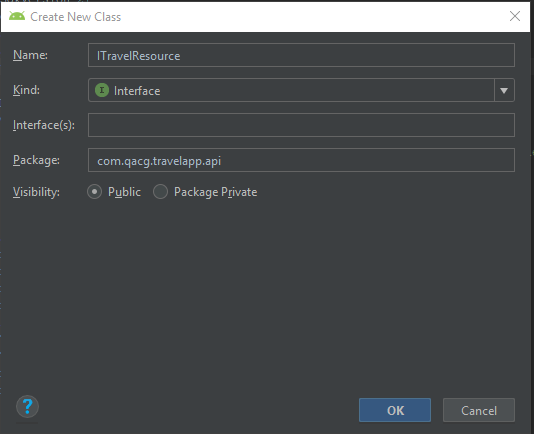 Create New Class
Name: ITravelResource
Kind: I Interface
Interface(s):
Package: com.qacg.travelapp.api
Visibility: Public Package Private
? OK Cancel